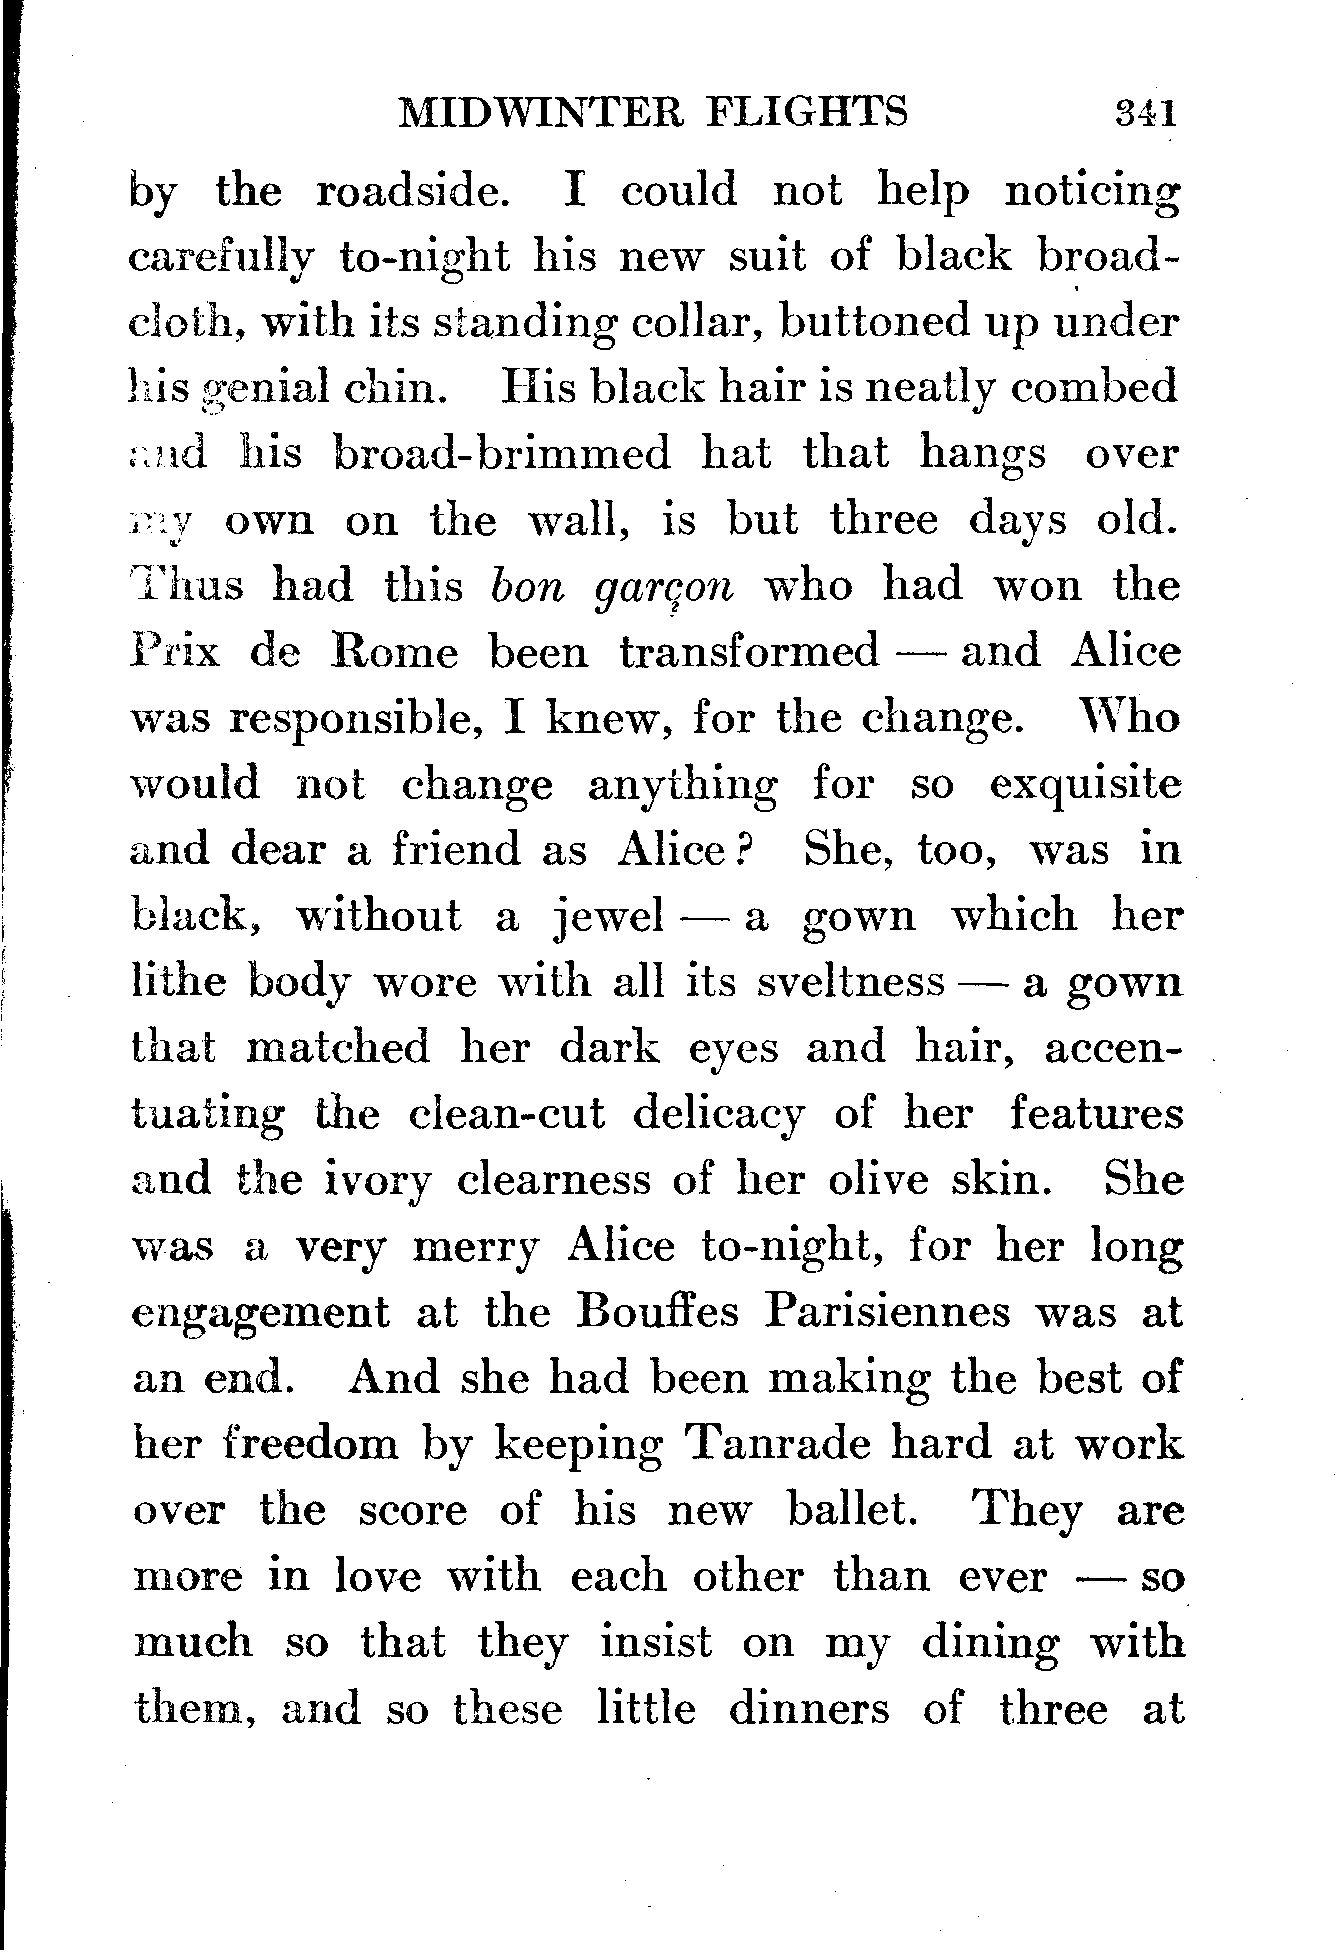 MIDWINTER FLIGHTS 341
by the roadside. I could not help noticing
carefully to-night his new suit of black broad-
cloth, with its standing collar, buttoned up under
his genial chin. His black hair is neatly combed
and his broad-brimmed hat that hangs over
my own on the wall, is but three days old.
Thus had this bon garçon who had won the
Prix de Rome been transformed — and Alice
was responsible, I knew, for the change. Who
would not change anything for so exquisite
and dear a friend as Alice? She, too, was in
black, without a jewel — a gown which her
lithe body wore with all its sveltness — a gown
that matched her dark eyes and hair, accen-
tuating the clean-cut delicacy of her features
and the ivory clearness of her olive skin. She
was a very merry Alice to-night, for her long
engagement at the Bouffes Parisiennes was at
an end. And she had been making the best of
her freedom by keeping Tanrade hard at work
over the score of his new ballet. They are
more in love with each other than ever — so
much so that they insist on my dining with
them, and so these little dinners of three at